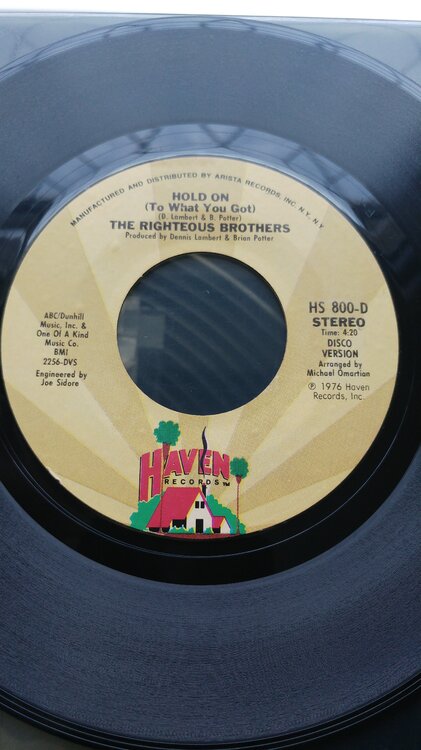 MANUFACTURED AND DISTRIBUTED BY ARISTA RECORDS, INC. N.Y., N.Y.
HOLD ON
(To What You Got)
(D. Lambert & B. Potter)
THE RIGHTEOUS BROTHERS
Produced by Dennis Lambert & Brian Potter
ABC/Dunhill
Music, Inc. &
One Of A Kind
Music Co.
BMI
2256-DVS
Engineered by
Joe Sidore
HS 800-D
STEREO
Time: 4:20
DISCO
VERSION
Arranged by
Michael Omartian
℗ 1976 Haven
Records, Inc.
HAVEN
RECORDS™